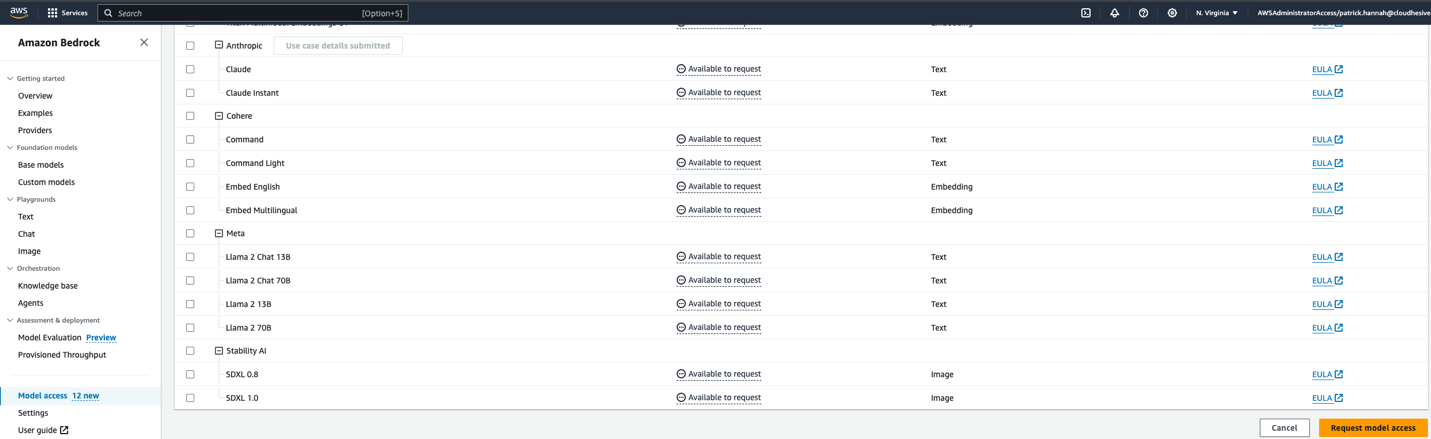 aws Services Search [Option+S] N. Virginia AWSAdministratorAccess/patrick.hannah@cloudhesive
Amazon Bedrock
Getting started
Overview
Examples
Providers
Foundation models
Base models
Custom models
Playgrounds
Text
Chat
Image
Orchestration
Knowledge base
Agents
Assessment & deployment
Model Evaluation Preview
Provisioned Throughput
Model access 12 new
Settings
User guide
Anthropic Use case details submitted
Claude Available to request Text EULA
Claude Instant Available to request Text EULA
Cohere
Command Available to request Text EULA
Command Light Available to request Text EULA
Embed English Available to request Embedding EULA
Embed Multilingual Available to request Embedding EULA
Meta
Llama 2 Chat 13B Available to request Text EULA
Llama 2 Chat 70B Available to request Text EULA
Llama 2 13B Available to request Text EULA
Llama 2 70B Available to request Text EULA
Stability AI
SDXL 0.8 Available to request Image EULA
SDXL 1.0 Available to request Image EULA
Cancel Request model access